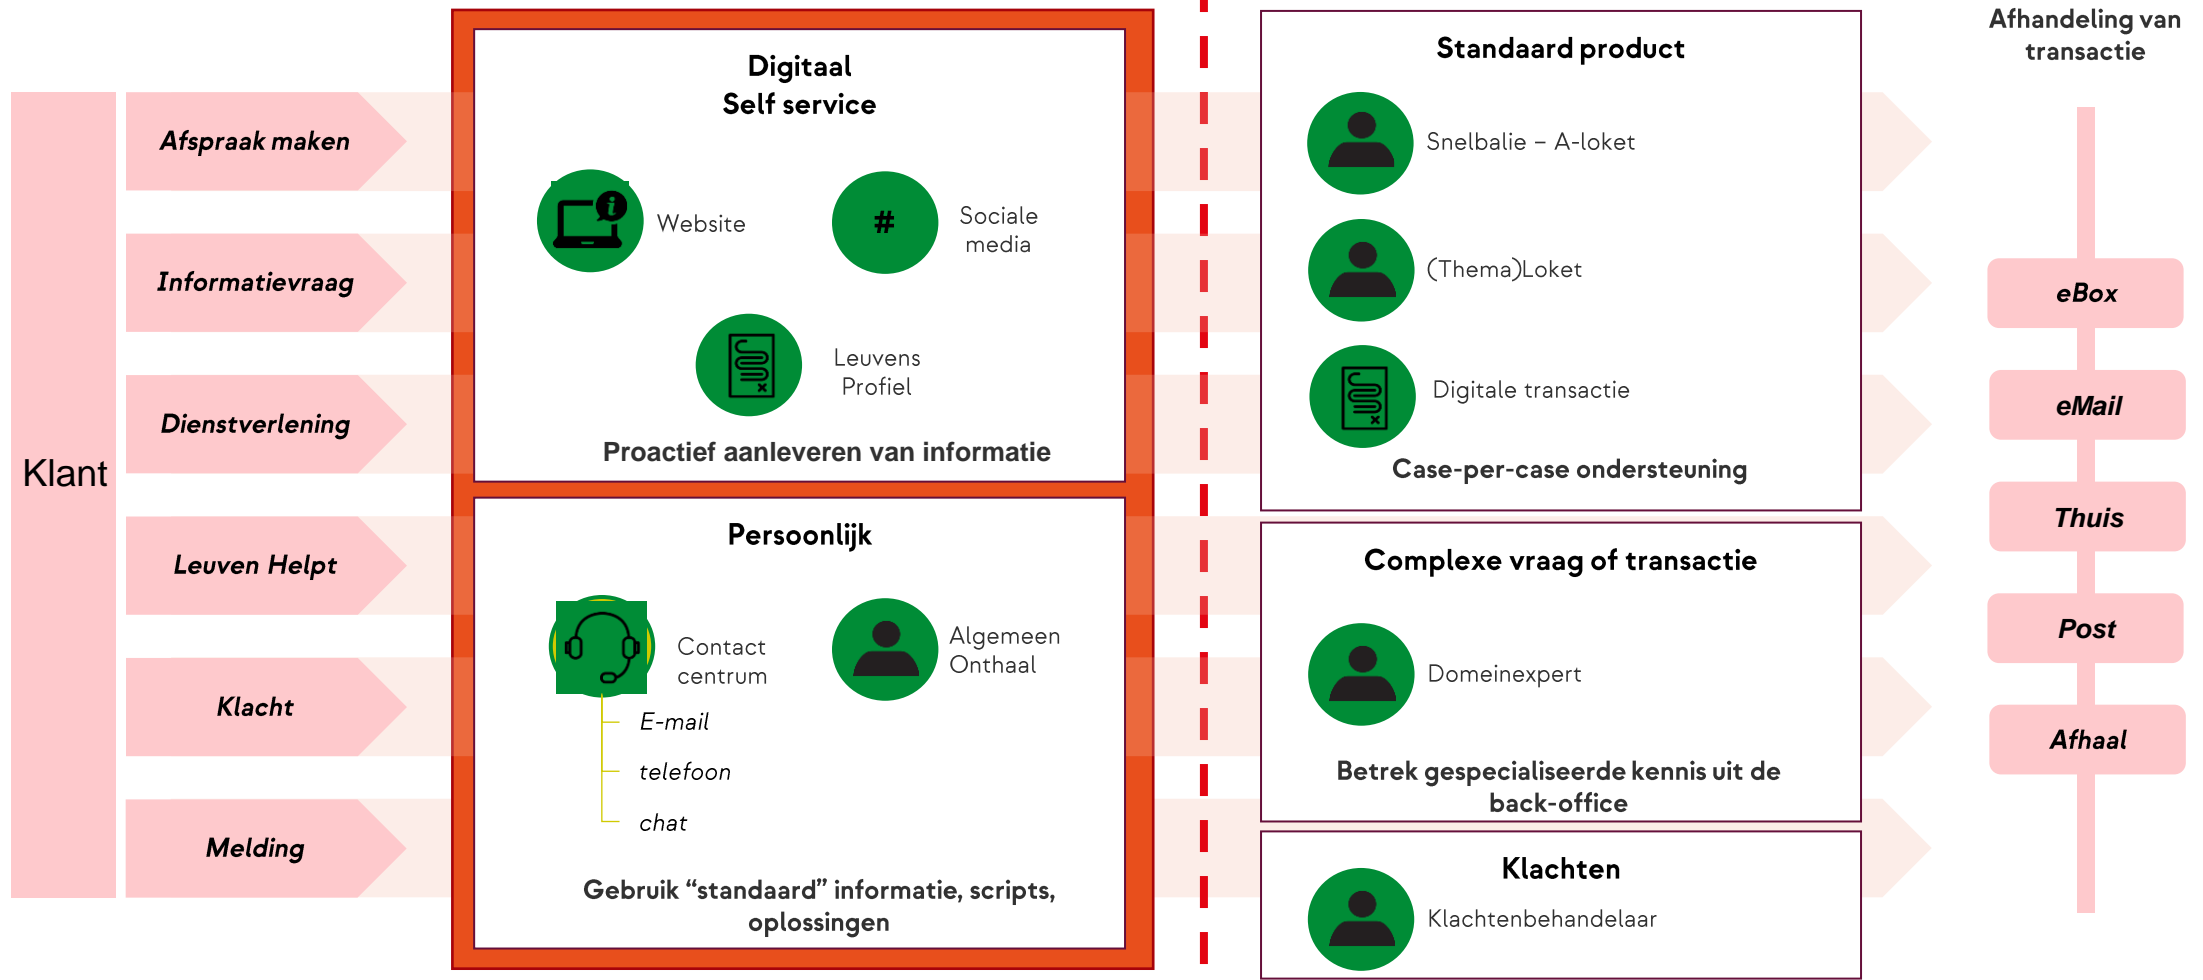 Klant
Afspraak maken
Informatievraag
Dienstverlening
Leuven Helpt
Klacht
Melding
Digitaal
Self service
Website
#
Sociale
media
Leuvens
Profiel
Proactief aanleveren van informatie
Persoonlijk
Contact
centrum
Algemeen
Onthaal
E-mail
telefoon
chat
Gebruik “standaard” informatie, scripts,
oplossingen
Standaard product
Snelbalie – A-loket
(Thema)Loket
Digitale transactie
Case-per-case ondersteuning
Complexe vraag of transactie
Domeinexpert
Betrek gespecialiseerde kennis uit de
back-office
Klachten
Klachtenbehandelaar
Afhandeling van
transactie
eBox
eMail
Thuis
Post
Afhaal